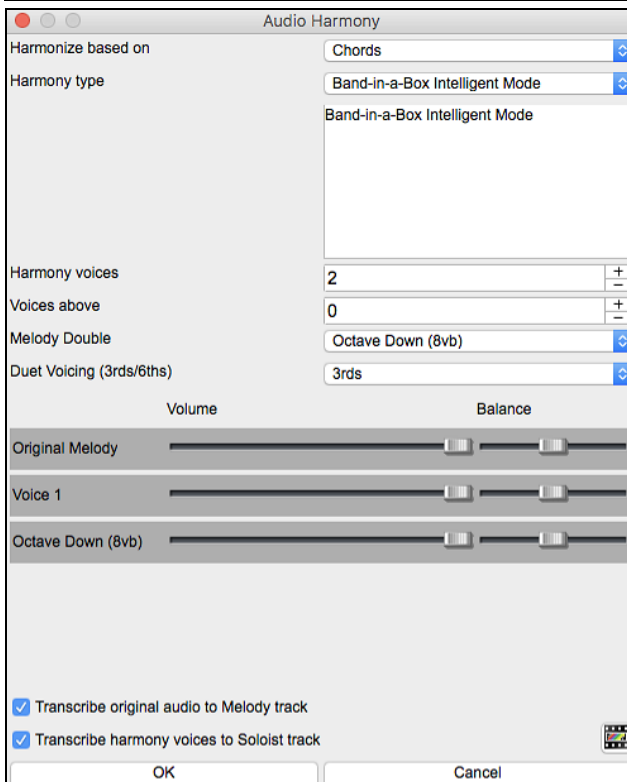 Audio Harmony
Harmonize based on Chords
Harmony type Band-in-a-Box Intelligent Mode
Band-in-a-Box Intelligent Mode
Harmony voices 2 + −
Voices above 0 + −
Melody Double Octave Down (8vb)
Duet Voicing (3rds/6ths) 3rds
Volume Balance
Original Melody
Voice 1
Octave Down (8vb)
Transcribe original audio to Melody track
Transcribe harmony voices to Soloist track
OK Cancel